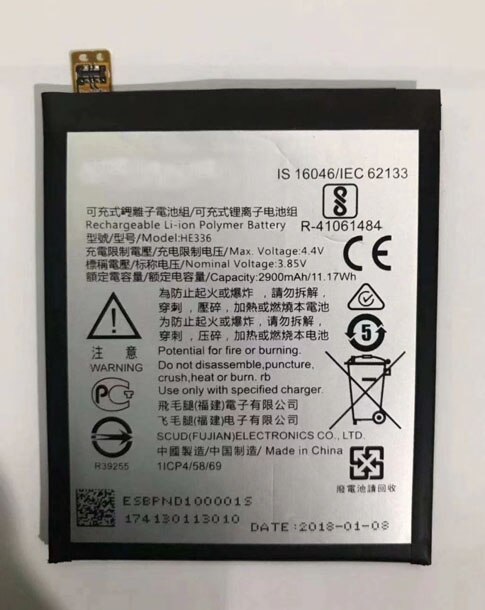 IS 16046/IEC 62133
R-41061484
可充式鋰離子電池組/可充式锂离子电池组
Rechargeable Li-ion Polymer Battery
型號/型号/Model:HE336
充電限制電壓/充电限制电压/Max. Voltage:4.4V
標稱電壓/标称电压/Nominal Voltage:3.85V
額定電容量/额定电容量/Capacity:2900mAh/11.17Wh
CE
為防止起火或爆炸，請勿拆解，
穿刺，壓碎，加熱或燃燒本電池
为防止起火或爆炸，请勿拆解，
穿刺，压碎，加热或燃烧本电池
5
注意
Potential for fire or burning.
Do not disassemble,puncture,
crush,heat or burn. rb
Use only with specified charger.
飛毛腿(福建)電子有限公司
飞毛腿(福建)电子有限公司
SCUD(FUJIAN)ELECTRONICS CO., LTD.
中國製造/中国制造/Made in China
R39255
1ICP4/58/69
廢電池請回收
ESBPND100001S
174130113010
DATE:2018-01-08